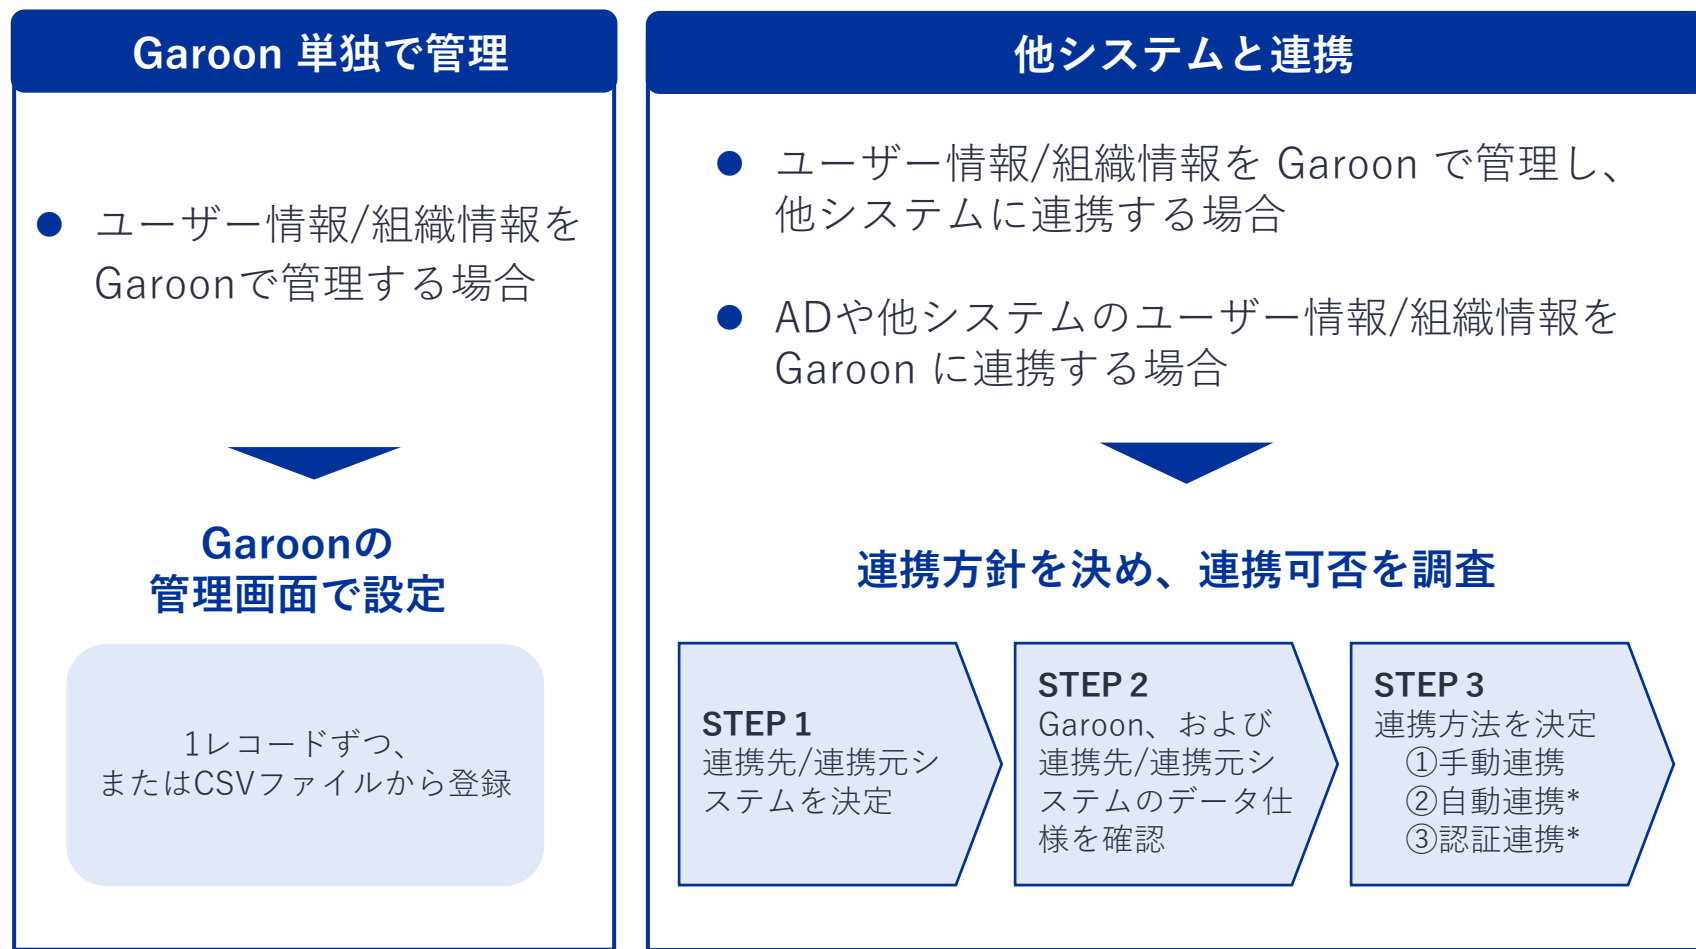 Garoon 単独で管理
● ユーザー情報/組織情報を
Garoonで管理する場合
Garoonの
管理画面で設定
1レコードずつ、
またはCSVファイルから登録
他システムと連携
● ユーザー情報/組織情報を Garoon で管理し、
他システムに連携する場合
● ADや他システムのユーザー情報/組織情報を
Garoon に連携する場合
連携方針を決め、連携可否を調査
STEP 1
連携先/連携元シ
ステムを決定
STEP 2
Garoon、および
連携先/連携元シ
ステムのデータ仕
様を確認
STEP 3
連携方法を決定
①手動連携
②自動連携*
③認証連携*